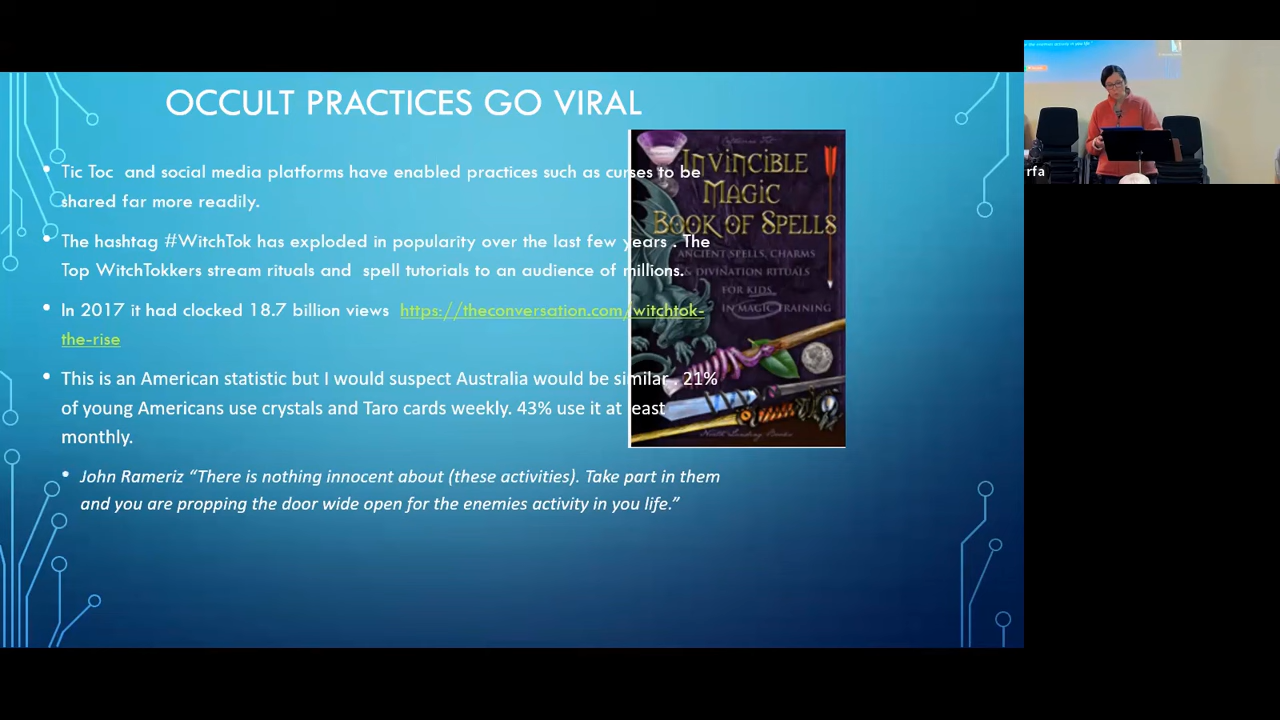 OCCULT PRACTICES GO VIRAL
• Tic Toc and social media platforms have enabled practices such as curses to be
shared far more readily.
• The hashtag #WitchTok has exploded in popularity over the last few years . The
Top WitchTokkers stream rituals and spell tutorials to an audience of millions.
• In 2017 it had clocked 18.7 billion views https://theconversation.com/witchtok-
the-rise
• This is an American statistic but I would suspect Australia would be similar . 21%
of young Americans use crystals and Taro cards weekly. 43% use it at least
monthly.
• John Rameriz “There is nothing innocent about (these activities). Take part in them
and you are propping the door wide open for the enemies activity in you life.”
INVINCIBLE
MAGIC
BOOK OF SPELLS
ANCIENT SPELLS, CHARMS
& DIVINATION RITUALS
FOR KIDS
IN MAGIC TRAINING
rfa